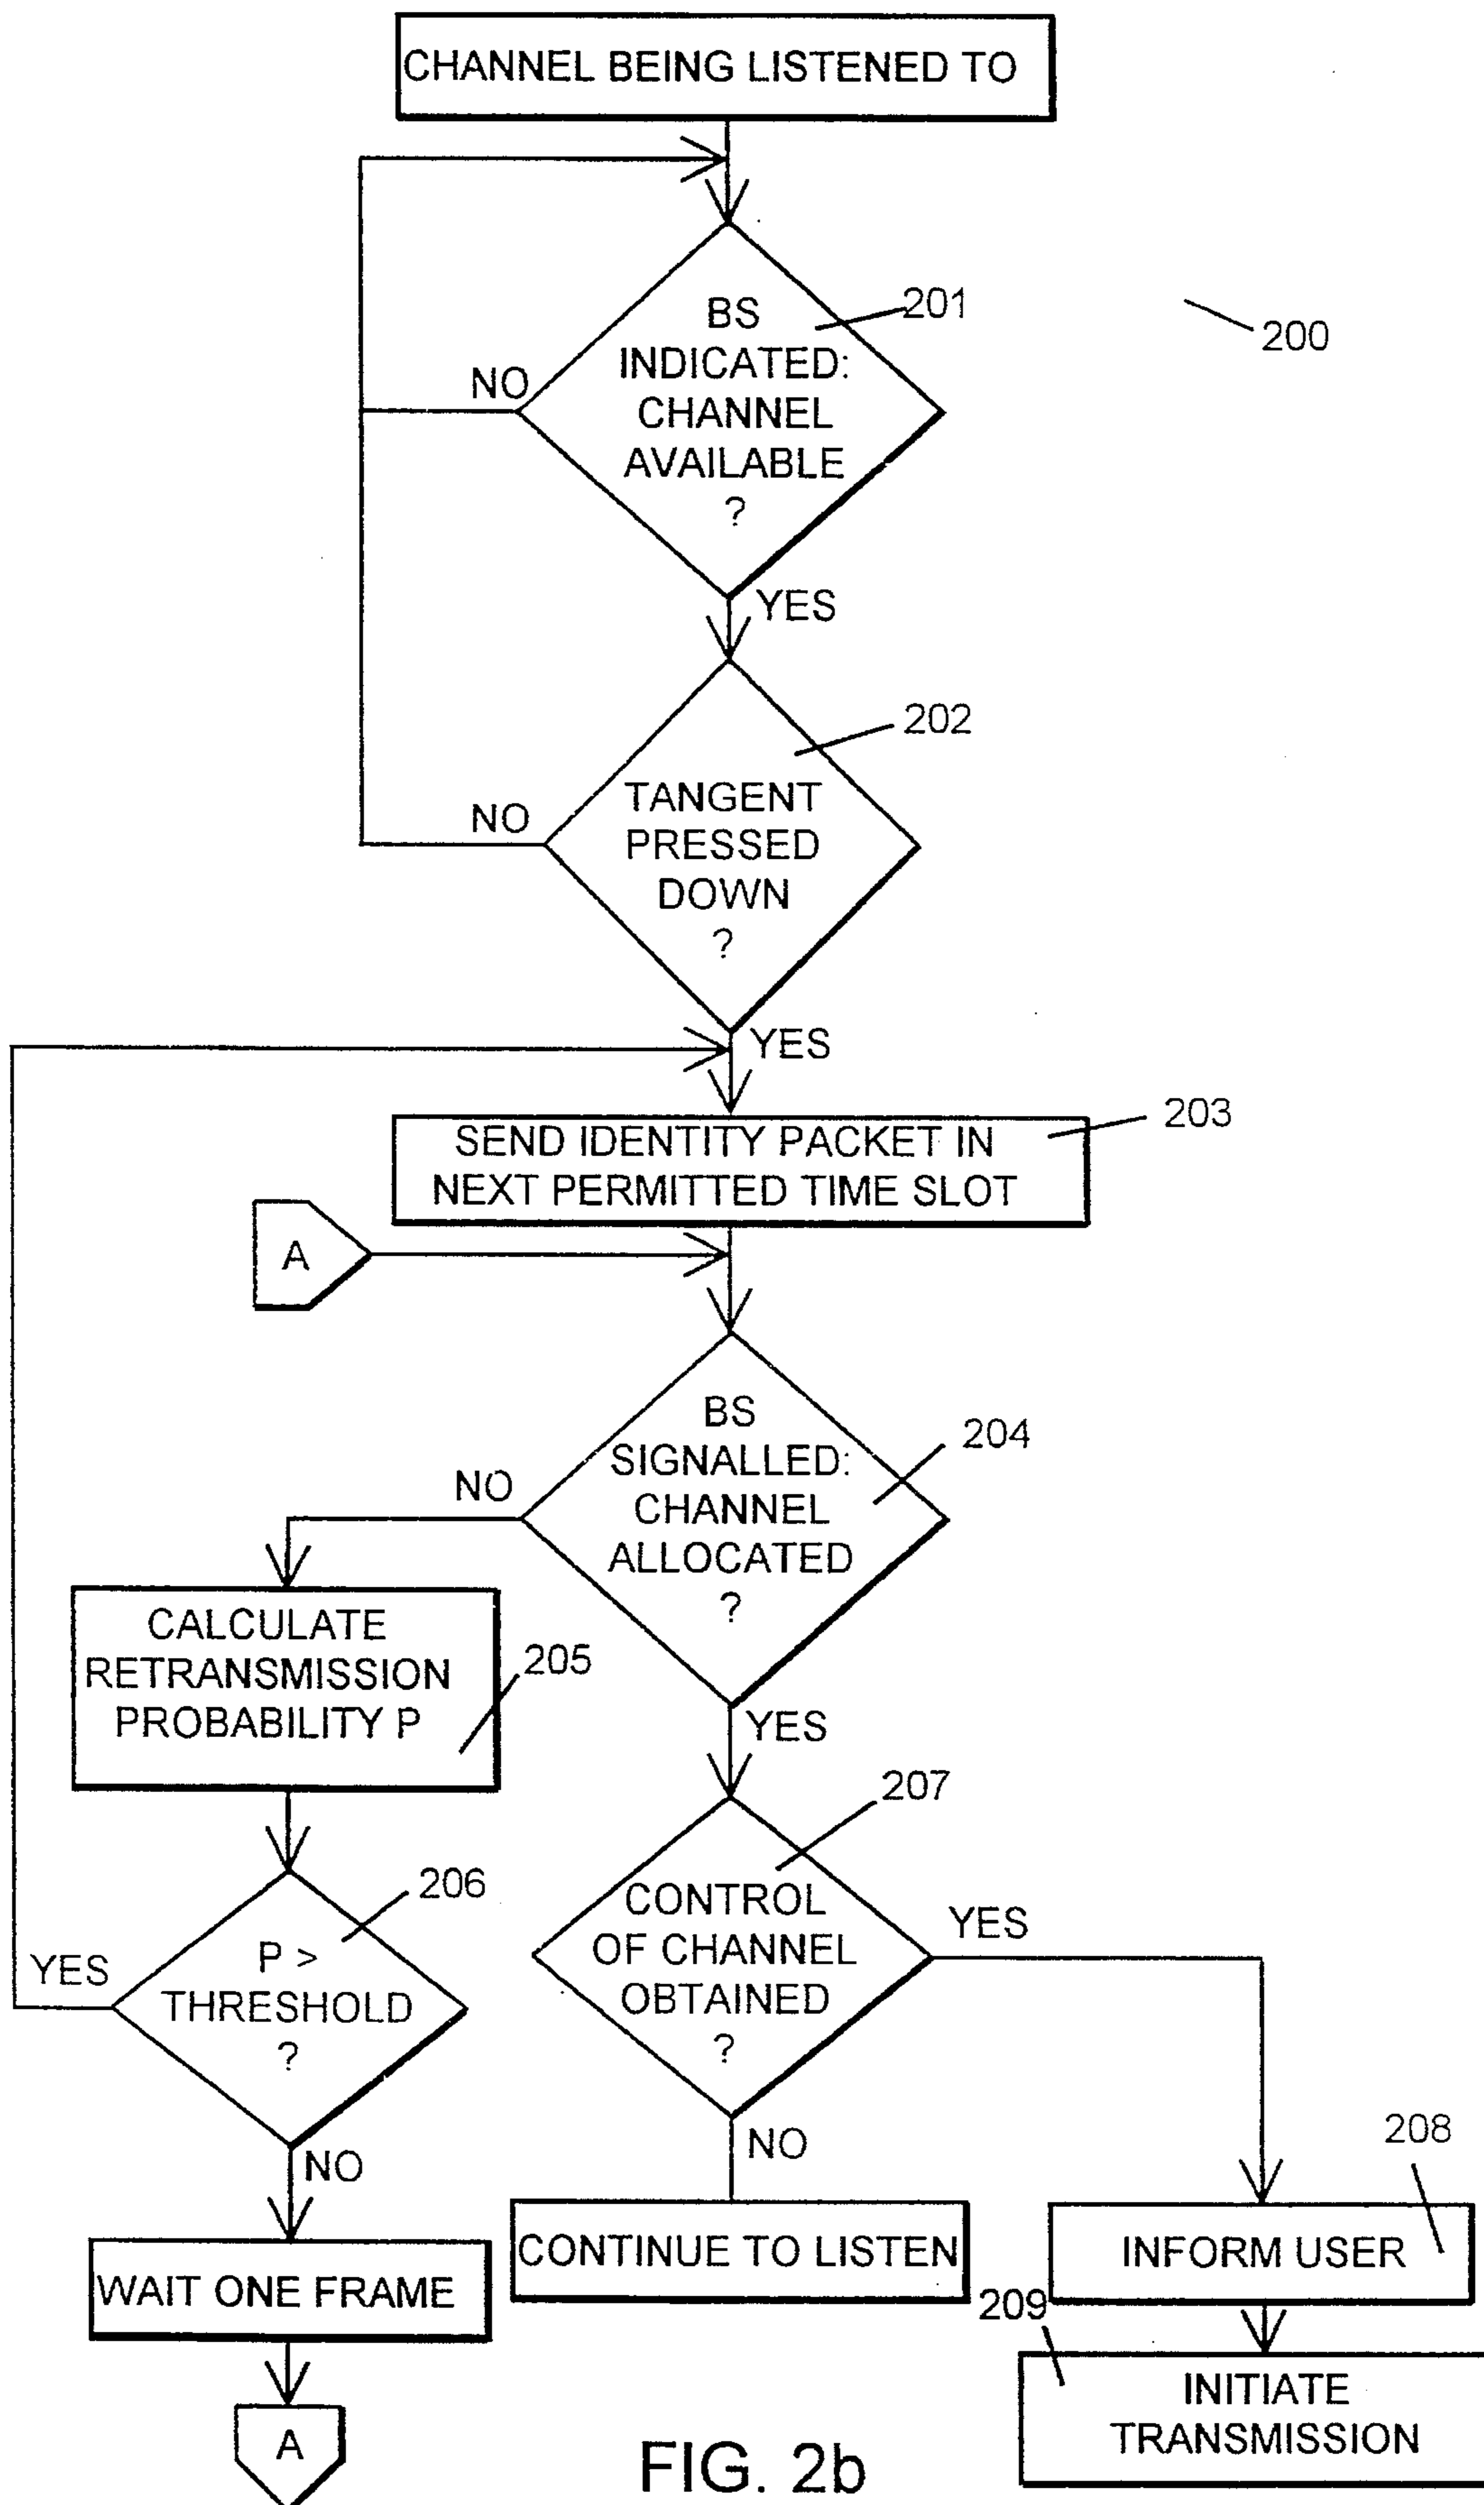 CHANNEL BEING LISTENED TO
BS
INDICATED:
CHANNEL
AVAILABLE
?
201
200
NO
YES
TANGENT
PRESSED
DOWN
?
202
NO
YES
SEND IDENTITY PACKET IN
NEXT PERMITTED TIME SLOT
203
A
BS
SIGNALLED:
CHANNEL
ALLOCATED
?
204
NO
YES
CALCULATE
RETRANSMISSION
PROBABILITY P
205
207
CONTROL
OF CHANNEL
OBTAINED
?
YES
NO
206
P >
THRESHOLD
?
YES
NO
WAIT ONE FRAME
A
CONTINUE TO LISTEN
208
INFORM USER
209
INITIATE
TRANSMISSION
FIG. 2b